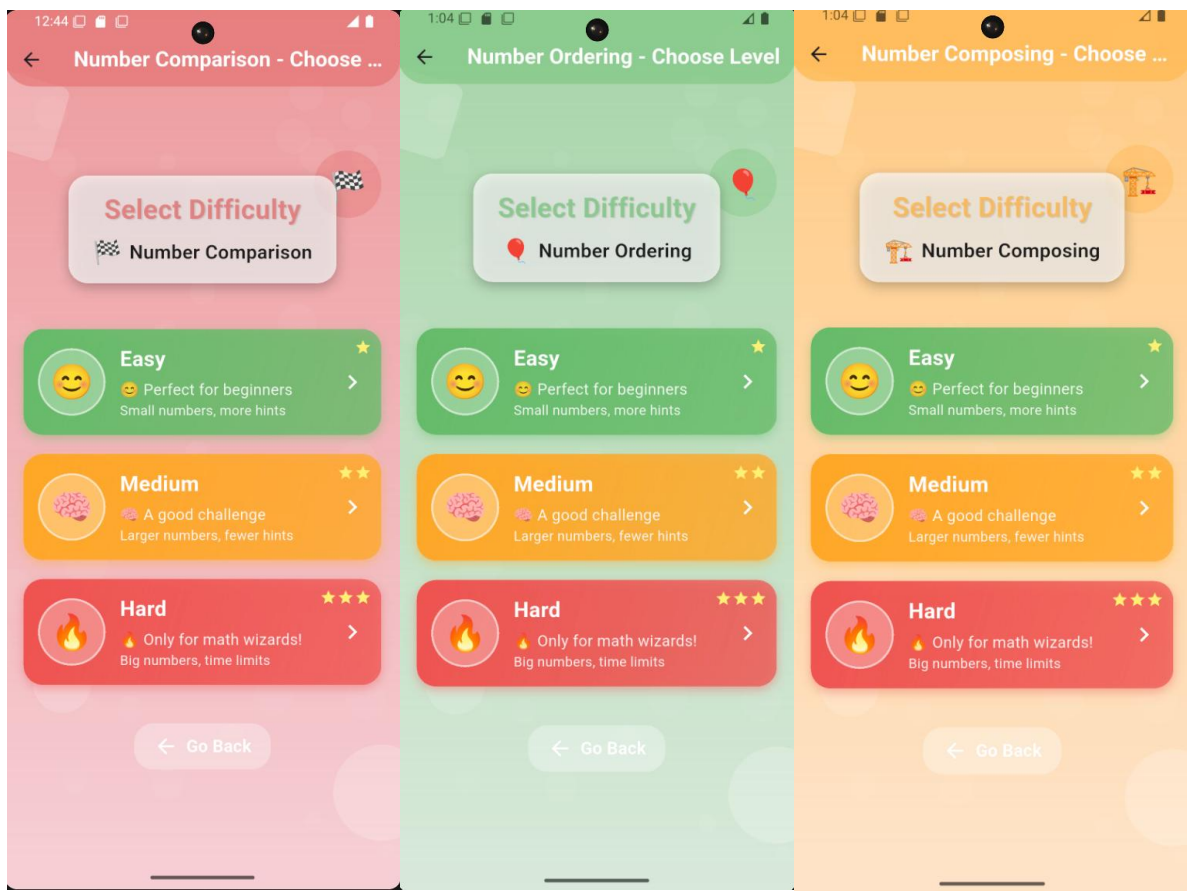 12:44
Number Comparison - Choose ...
Select Difficulty
Number Comparison
Easy
Perfect for beginners
Small numbers, more hints
Medium
A good challenge
Larger numbers, fewer hints
Hard
Only for math wizards!
Big numbers, time limits
Go Back
1:04
Number Ordering - Choose Level
Select Difficulty
Number Ordering
Easy
Perfect for beginners
Small numbers, more hints
Medium
A good challenge
Larger numbers, fewer hints
Hard
Only for math wizards!
Big numbers, time limits
Go Back
1:04
Number Composing - Choose ...
Select Difficulty
Number Composing
Easy
Perfect for beginners
Small numbers, more hints
Medium
A good challenge
Larger numbers, fewer hints
Hard
Only for math wizards!
Big numbers, time limits
Go Back